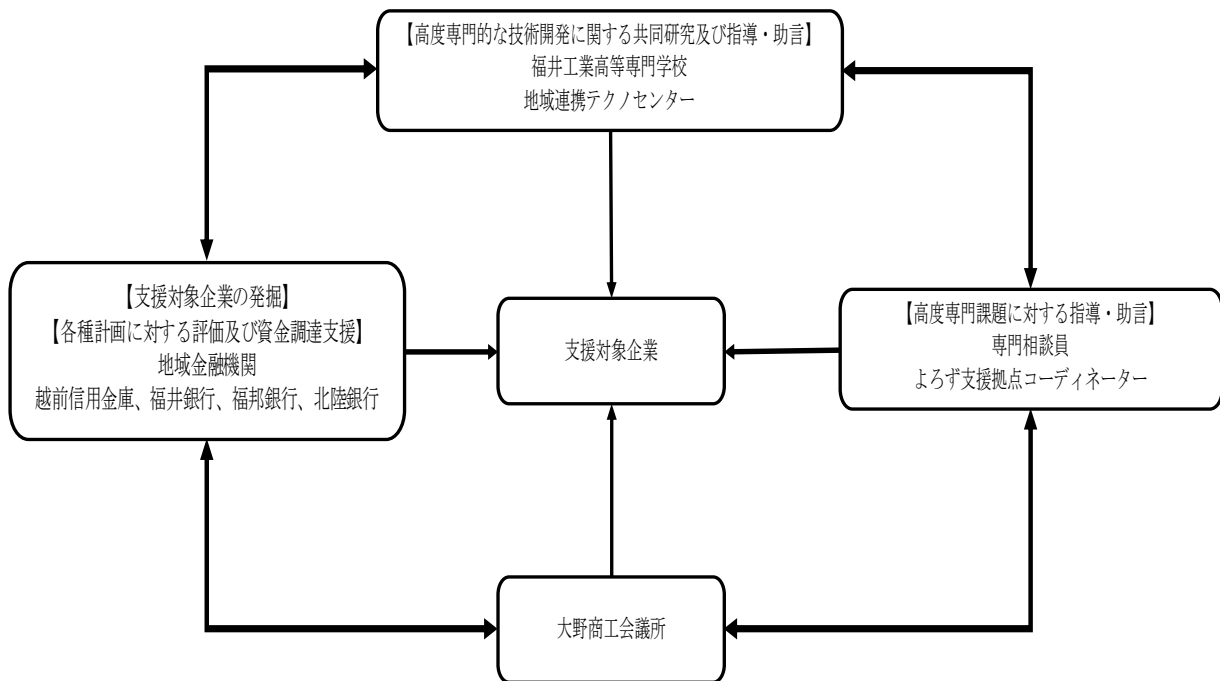 【高度専門的な技術開発に関する共同研究及び指導・助言】
福井工業高等専門学校
地域連携テクノセンター
【支援対象企業の発掘】
【各種計画に対する評価及び資金調達支援】
地域金融機関
越前信用金庫、福井銀行、福邦銀行、北陸銀行
支援対象企業
【高度専門課題に対する指導・助言】
専門相談員
よろず支援拠点コーディネーター
大野商工会議所